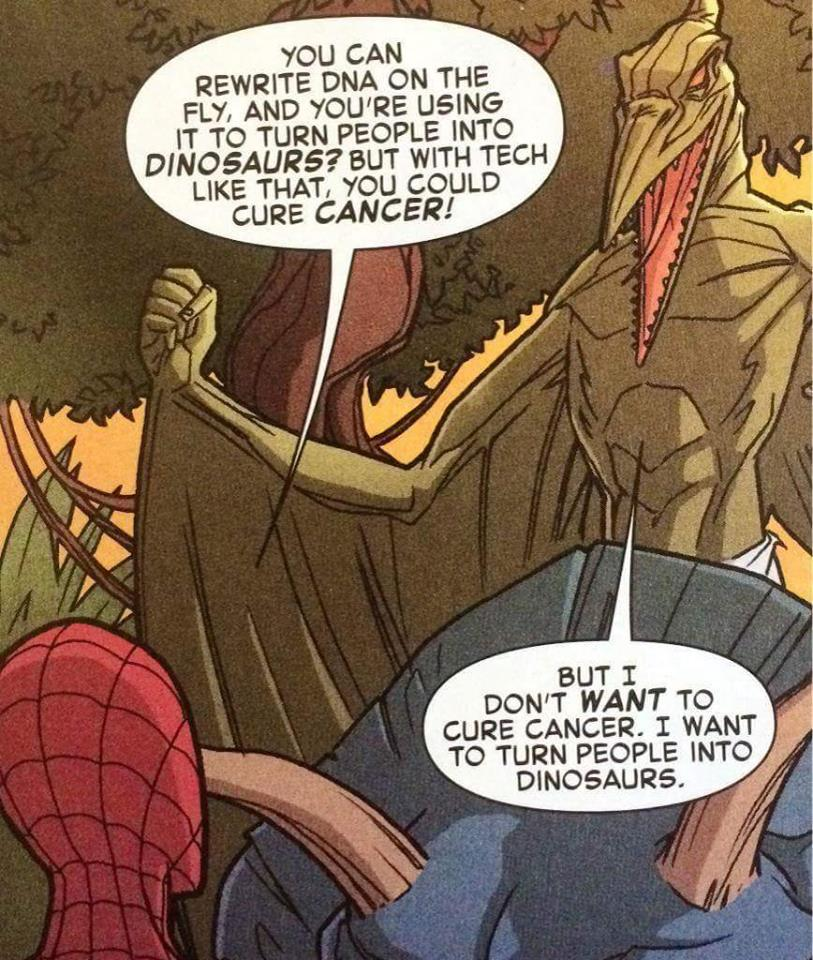 YOU CAN
REWRITE DNA ON THE
FLY, AND YOU'RE USING
IT TO TURN PEOPLE INTO
DINOSAURS? BUT WITH TECH
LIKE THAT, YOU COULD
CURE CANCER!
BUT I
DON'T WANT TO
CURE CANCER. I WANT
TO TURN PEOPLE INTO
DINOSAURS.